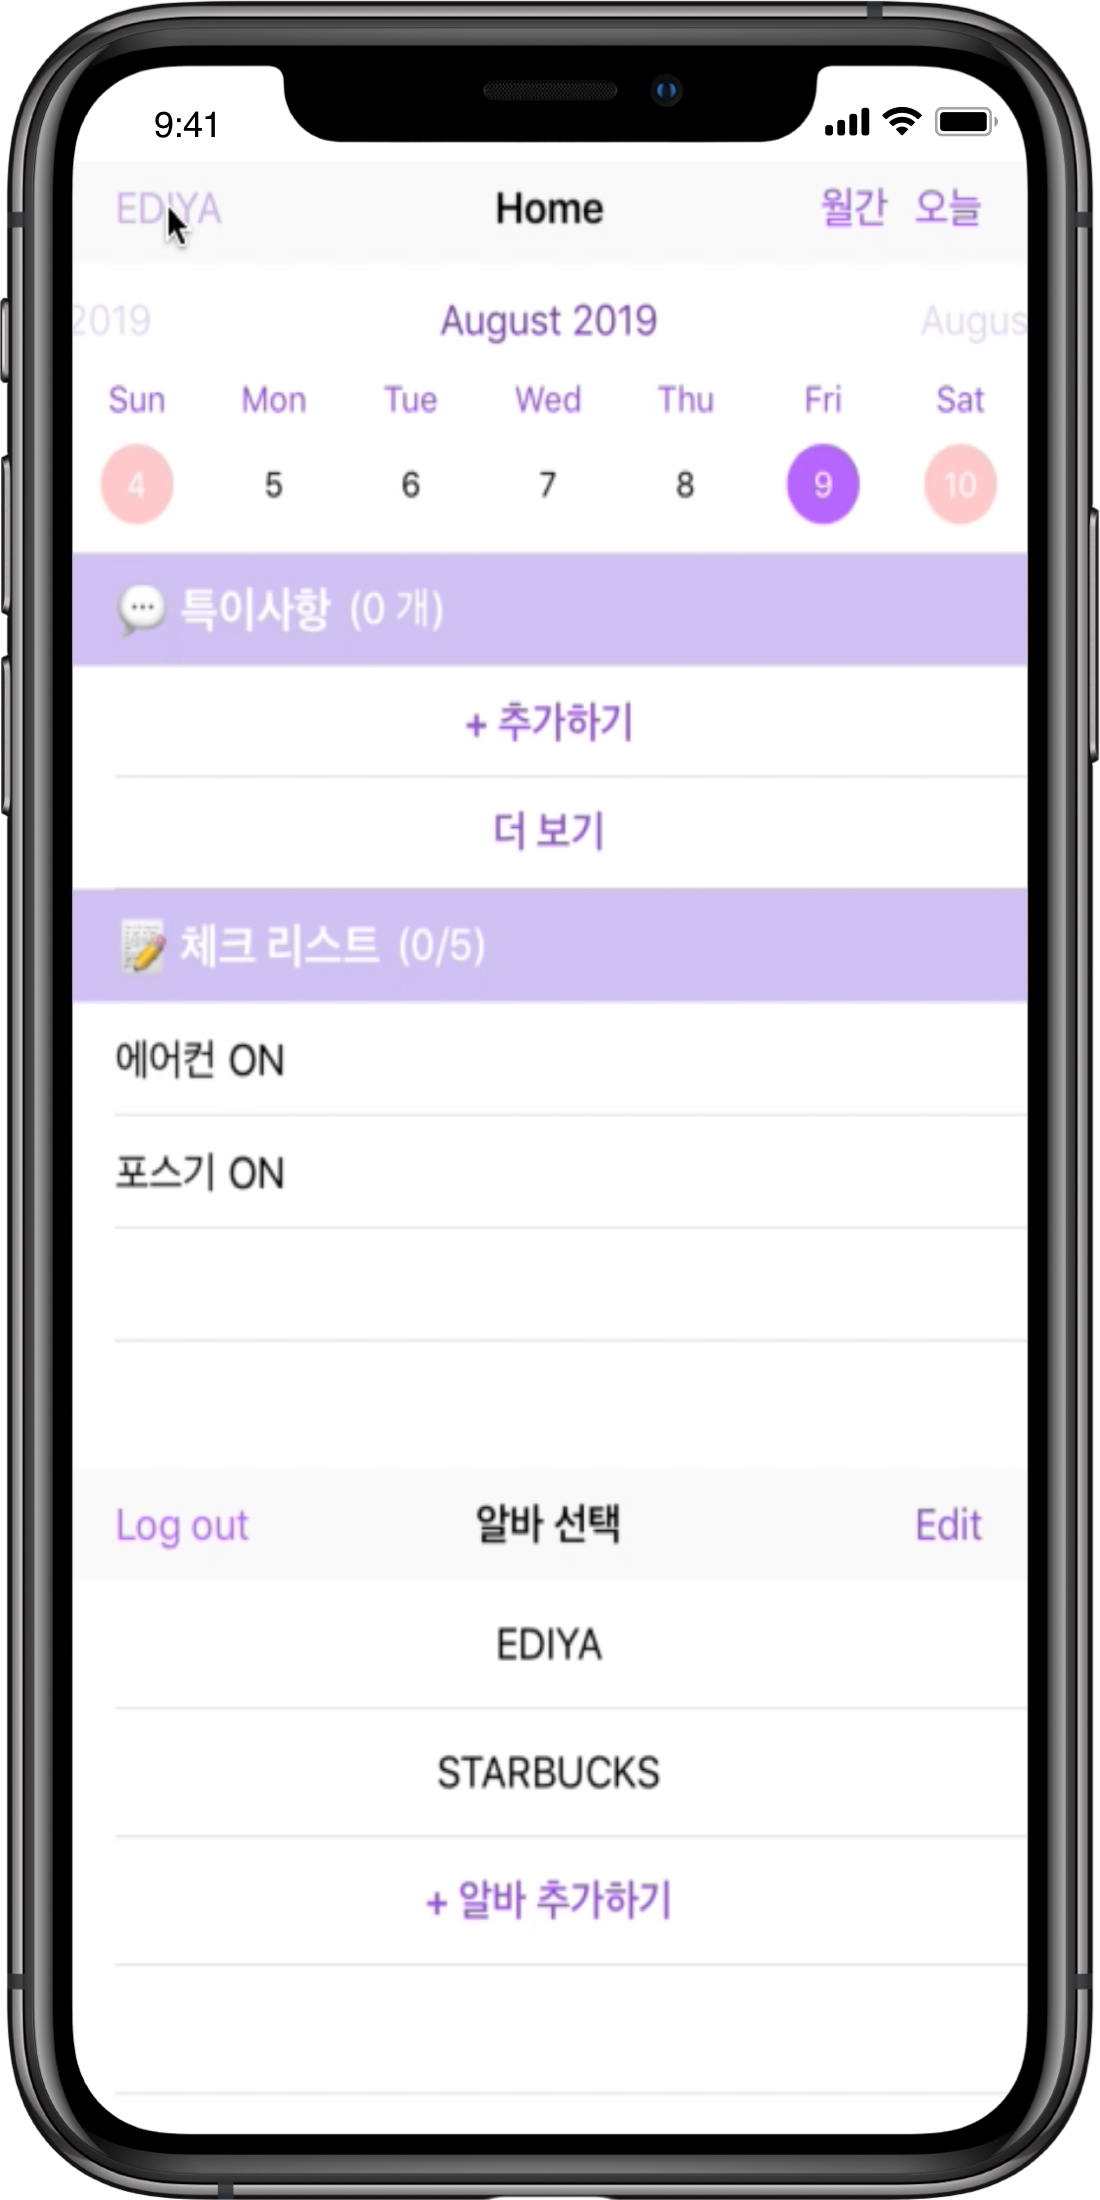 9:41
EDIYA Home 월간 오늘
2019 August 2019 Augus
Sun Mon Tue Wed Thu Fri Sat
4 5 6 7 8 9 10
특이사항 (0 개)
+ 추가하기
더 보기
체크 리스트 (0/5)
에어컨 ON
포스기 ON
Log out 알바 선택 Edit
EDIYA
STARBUCKS
+ 알바 추가하기